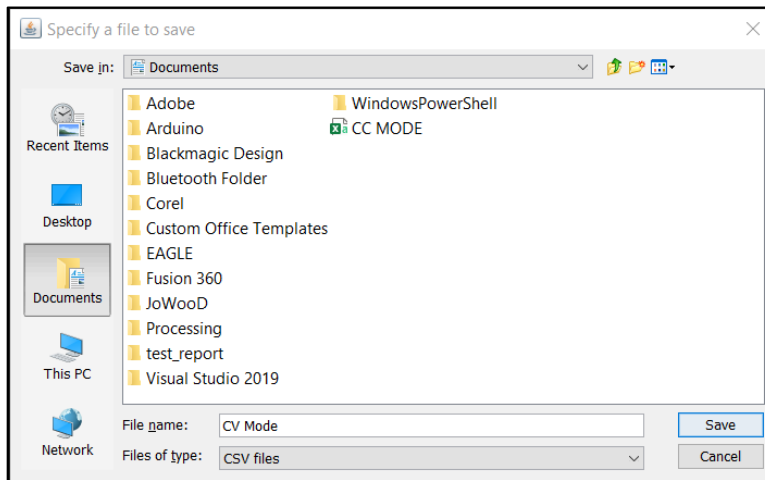 Specify a file to save
Save in: Documents
Recent Items
Desktop
Documents
This PC
Network
Adobe
Arduino
Blackmagic Design
Bluetooth Folder
Corel
Custom Office Templates
EAGLE
Fusion 360
JoWooD
Processing
test_report
Visual Studio 2019
WindowsPowerShell
CC MODE
File name: CV Mode
Save
Files of type: CSV files
Cancel